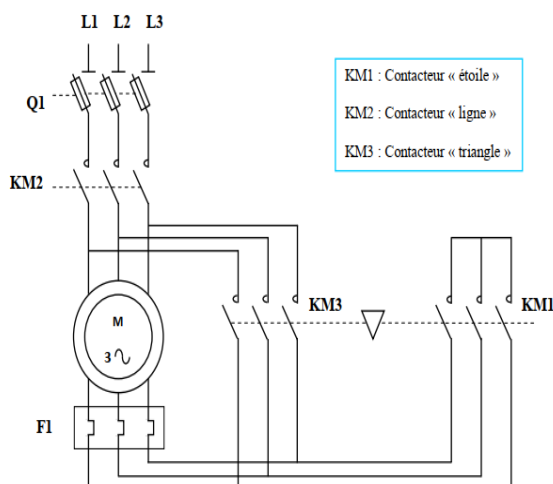 L1 L2 L3
Q1
KM1 : Contacteur « étoile »
KM2 : Contacteur « ligne »
KM3 : Contacteur « triangle »
KM2
KM3
KM1
M
3
F1